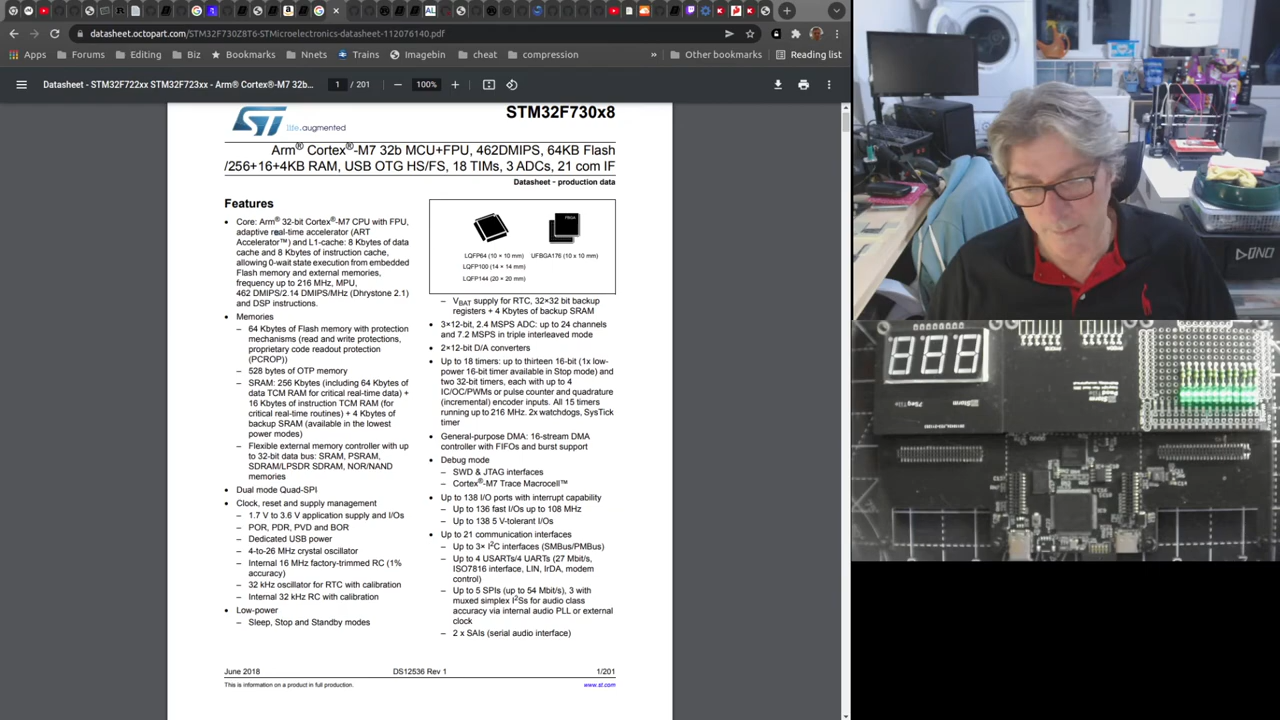 datasheet.octopart.com/STM32F730Z8T6-STMicroelectronics-datasheet-112076140.pdf
Apps Forums Editing Biz Bookmarks Nnets Trains Imagebin cheat compression » Other bookmarks Reading list
Datasheet - STM32F722xx STM32F723xx - Arm® Cortex®-M7 32b... 1 / 201 100%
ST life.augmented
STM32F730x8
Arm® Cortex®-M7 32b MCU+FPU, 462DMIPS, 64KB Flash
/256+16+4KB RAM, USB OTG HS/FS, 18 TIMs, 3 ADCs, 21 com IF
Datasheet - production data
Features
• Core: Arm® 32-bit Cortex®-M7 CPU with FPU,
adaptive real-time accelerator (ART
Accelerator™) and L1-cache: 8 Kbytes of data
cache and 8 Kbytes of instruction cache,
allowing 0-wait state execution from embedded
Flash memory and external memories,
frequency up to 216 MHz, MPU,
462 DMIPS/2.14 DMIPS/MHz (Dhrystone 2.1)
and DSP instructions.
• Memories
– 64 Kbytes of Flash memory with protection
mechanisms (read and write protections,
proprietary code readout protection
(PCROP))
– 528 bytes of OTP memory
– SRAM: 256 Kbytes (including 64 Kbytes of
data TCM RAM for critical real-time data) +
16 Kbytes of instruction TCM RAM (for
critical real-time routines) + 4 Kbytes of
backup SRAM (available in the lowest
power modes)
– Flexible external memory controller with up
to 32-bit data bus: SRAM, PSRAM,
SDRAM/LPSDR SDRAM, NOR/NAND
memories
• Dual mode Quad-SPI
• Clock, reset and supply management
– 1.7 V to 3.6 V application supply and I/Os
– POR, PDR, PVD and BOR
– Dedicated USB power
– 4-to-26 MHz crystal oscillator
– Internal 16 MHz factory-trimmed RC (1%
accuracy)
– 32 kHz oscillator for RTC with calibration
– Internal 32 kHz RC with calibration
• Low-power
– Sleep, Stop and Standby modes
FBGA
LQFP64 (10 × 10 mm) UFBGA176 (10 x 10 mm)
LQFP100 (14 × 14 mm)
LQFP144 (20 × 20 mm)
– VBAT supply for RTC, 32×32 bit backup
registers + 4 Kbytes of backup SRAM
• 3×12-bit, 2.4 MSPS ADC: up to 24 channels
and 7.2 MSPS in triple interleaved mode
• 2×12-bit D/A converters
• Up to 18 timers: up to thirteen 16-bit (1x low-
power 16-bit timer available in Stop mode) and
two 32-bit timers, each with up to 4
IC/OC/PWMs or pulse counter and quadrature
(incremental) encoder inputs. All 15 timers
running up to 216 MHz. 2x watchdogs, SysTick
timer
• General-purpose DMA: 16-stream DMA
controller with FIFOs and burst support
• Debug mode
– SWD & JTAG interfaces
– Cortex®-M7 Trace Macrocell™
• Up to 138 I/O ports with interrupt capability
– Up to 136 fast I/Os up to 108 MHz
– Up to 138 5 V-tolerant I/Os
• Up to 21 communication interfaces
– Up to 3× I²C interfaces (SMBus/PMBus)
– Up to 4 USARTs/4 UARTs (27 Mbit/s,
ISO7816 interface, LIN, IrDA, modem
control)
– Up to 5 SPIs (up to 54 Mbit/s), 3 with
muxed simplex I²Ss for audio class
accuracy via internal audio PLL or external
clock
– 2 x SAIs (serial audio interface)
June 2018 DS12536 Rev 1 1/201
This is information on a product in full production. www.st.com
888